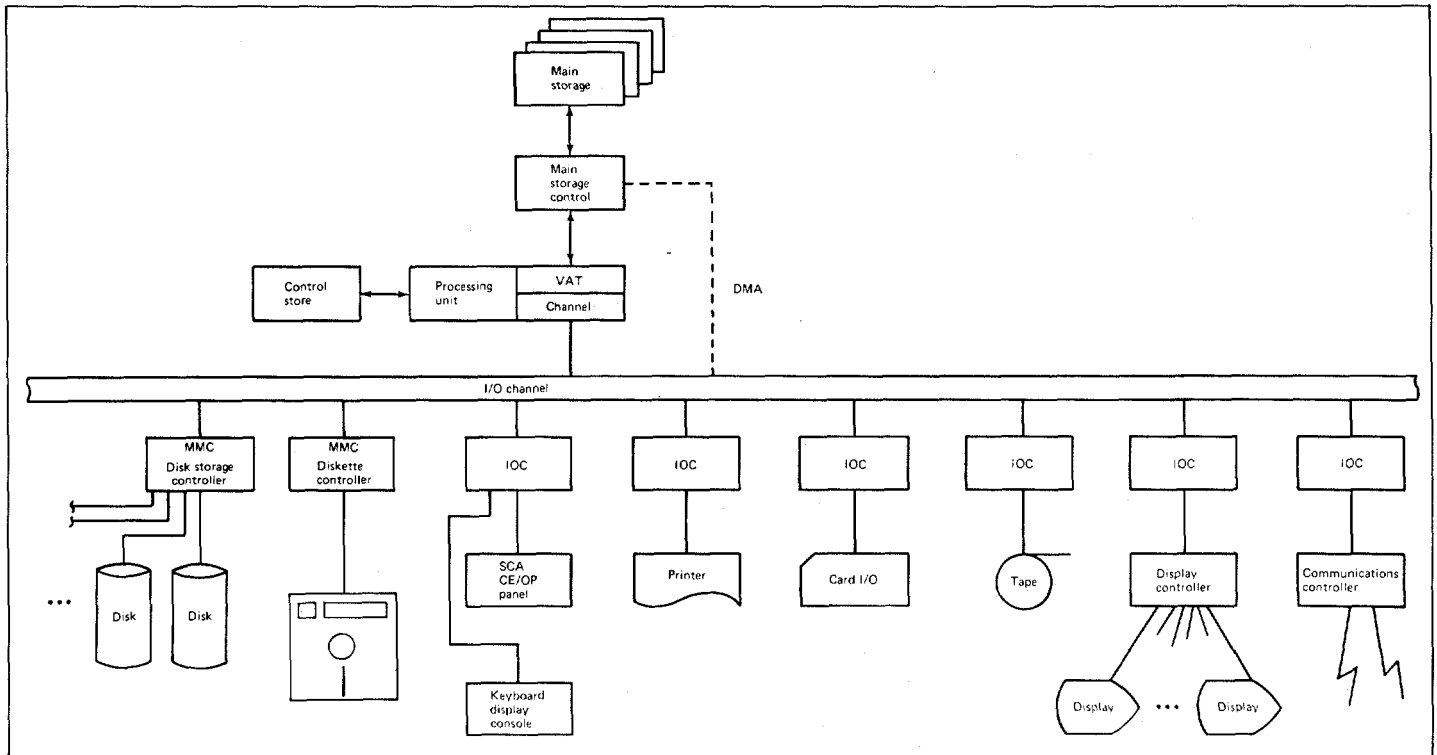 Main
storage
Main
storage
control
Control
store
Processing
unit
VAT
Channel
DMA
I/O channel
MMC
Disk storage
controller
MMC
Diskette
controller
IOC
IOC
IOC
IOC
IOC
IOC
SCA
CE/OP
panel
Printer
Card I/O
Tape
Display
controller
Communications
controller
•••
Disk
Disk
Keyboard
display
console
Display
•••
Display